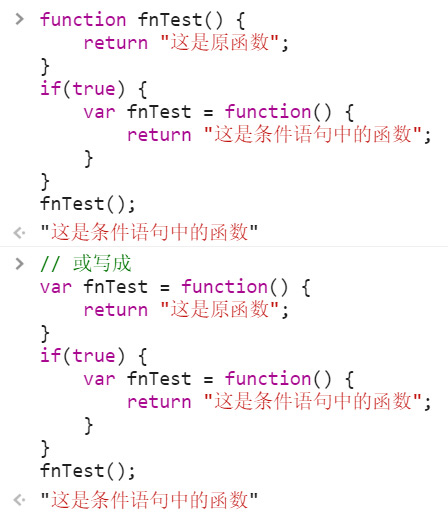 function fnTest() {
    return "这是原函数";
}
if(true) {
    var fnTest = function() {
        return "这是条件语句中的函数";
    }
}
fnTest();
"这是条件语句中的函数"
// 或写成
var fnTest = function() {
    return "这是原函数";
}
if(true) {
    var fnTest = function() {
        return "这是条件语句中的函数";
    }
}
fnTest();
"这是条件语句中的函数"